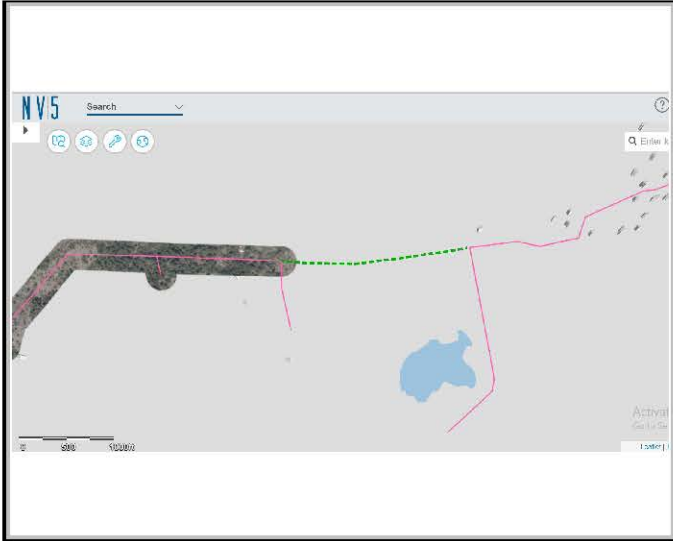 NV5
Search
Enter
Activat
0 500 1000ft
Leaflet |